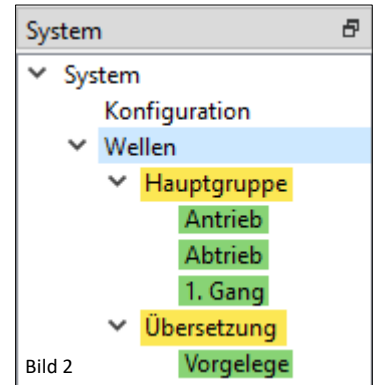 System
System
Konfiguration
Wellen
Hauptgruppe
Antrieb
Abtrieb
1. Gang
Übersetzung
Bild 2 Vorgelege